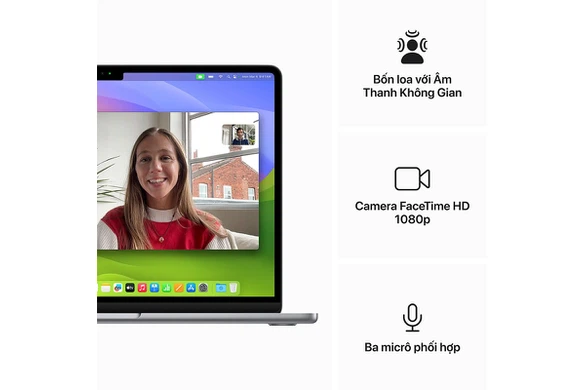 Bốn loa với Âm
Thanh Không Gian
Camera FaceTime HD
1080p
Ba micrô phối hợp